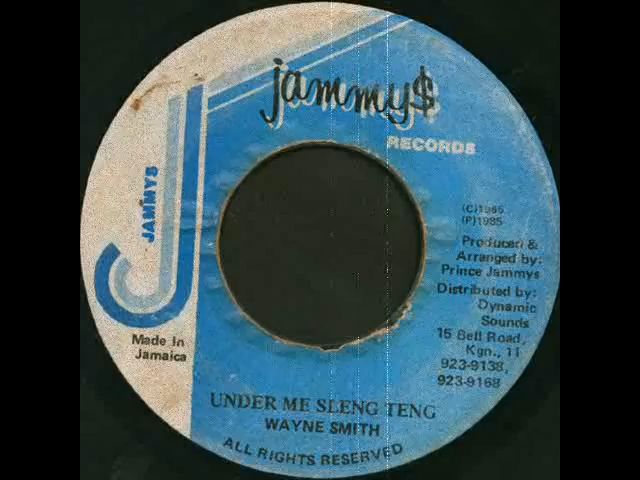 jammy$
RECORDS
JAMMYS
(C)1985
(P)1985
Produced &
Arranged by:
Prince Jammys
Distributed by:
Dynamic
Sounds
15 Bell Road,
Kgn., 11
923-9138,
923-9168
Made In
Jamaica
UNDER ME SLENG TENG
WAYNE SMITH
ALL RIGHTS RESERVED